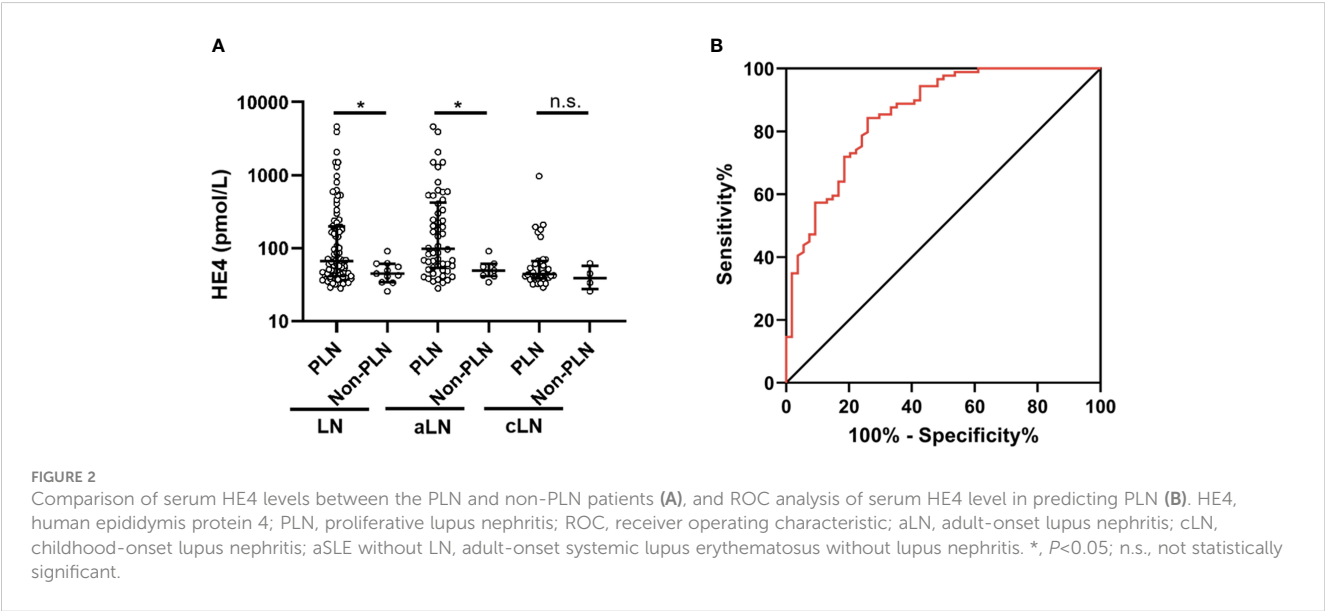 A
B
*
*
n.s.
10000
1000
100
10
HE4 (pmol/L)
PLN
Non-PLN
PLN
Non-PLN
PLN
Non-PLN
LN
aLN
cLN
100
80
60
40
20
0
Sensitivity%
0
20
40
60
80
100
100% - Specificity%
FIGURE 2
Comparison of serum HE4 levels between the PLN and non-PLN patients (A), and ROC analysis of serum HE4 level in predicting PLN (B). HE4,
human epididymis protein 4; PLN, proliferative lupus nephritis; ROC, receiver operating characteristic; aLN, adult-onset lupus nephritis; cLN,
childhood-onset lupus nephritis; aSLE without LN, adult-onset systemic lupus erythematosus without lupus nephritis. *, P<0.05; n.s., not statistically
significant.